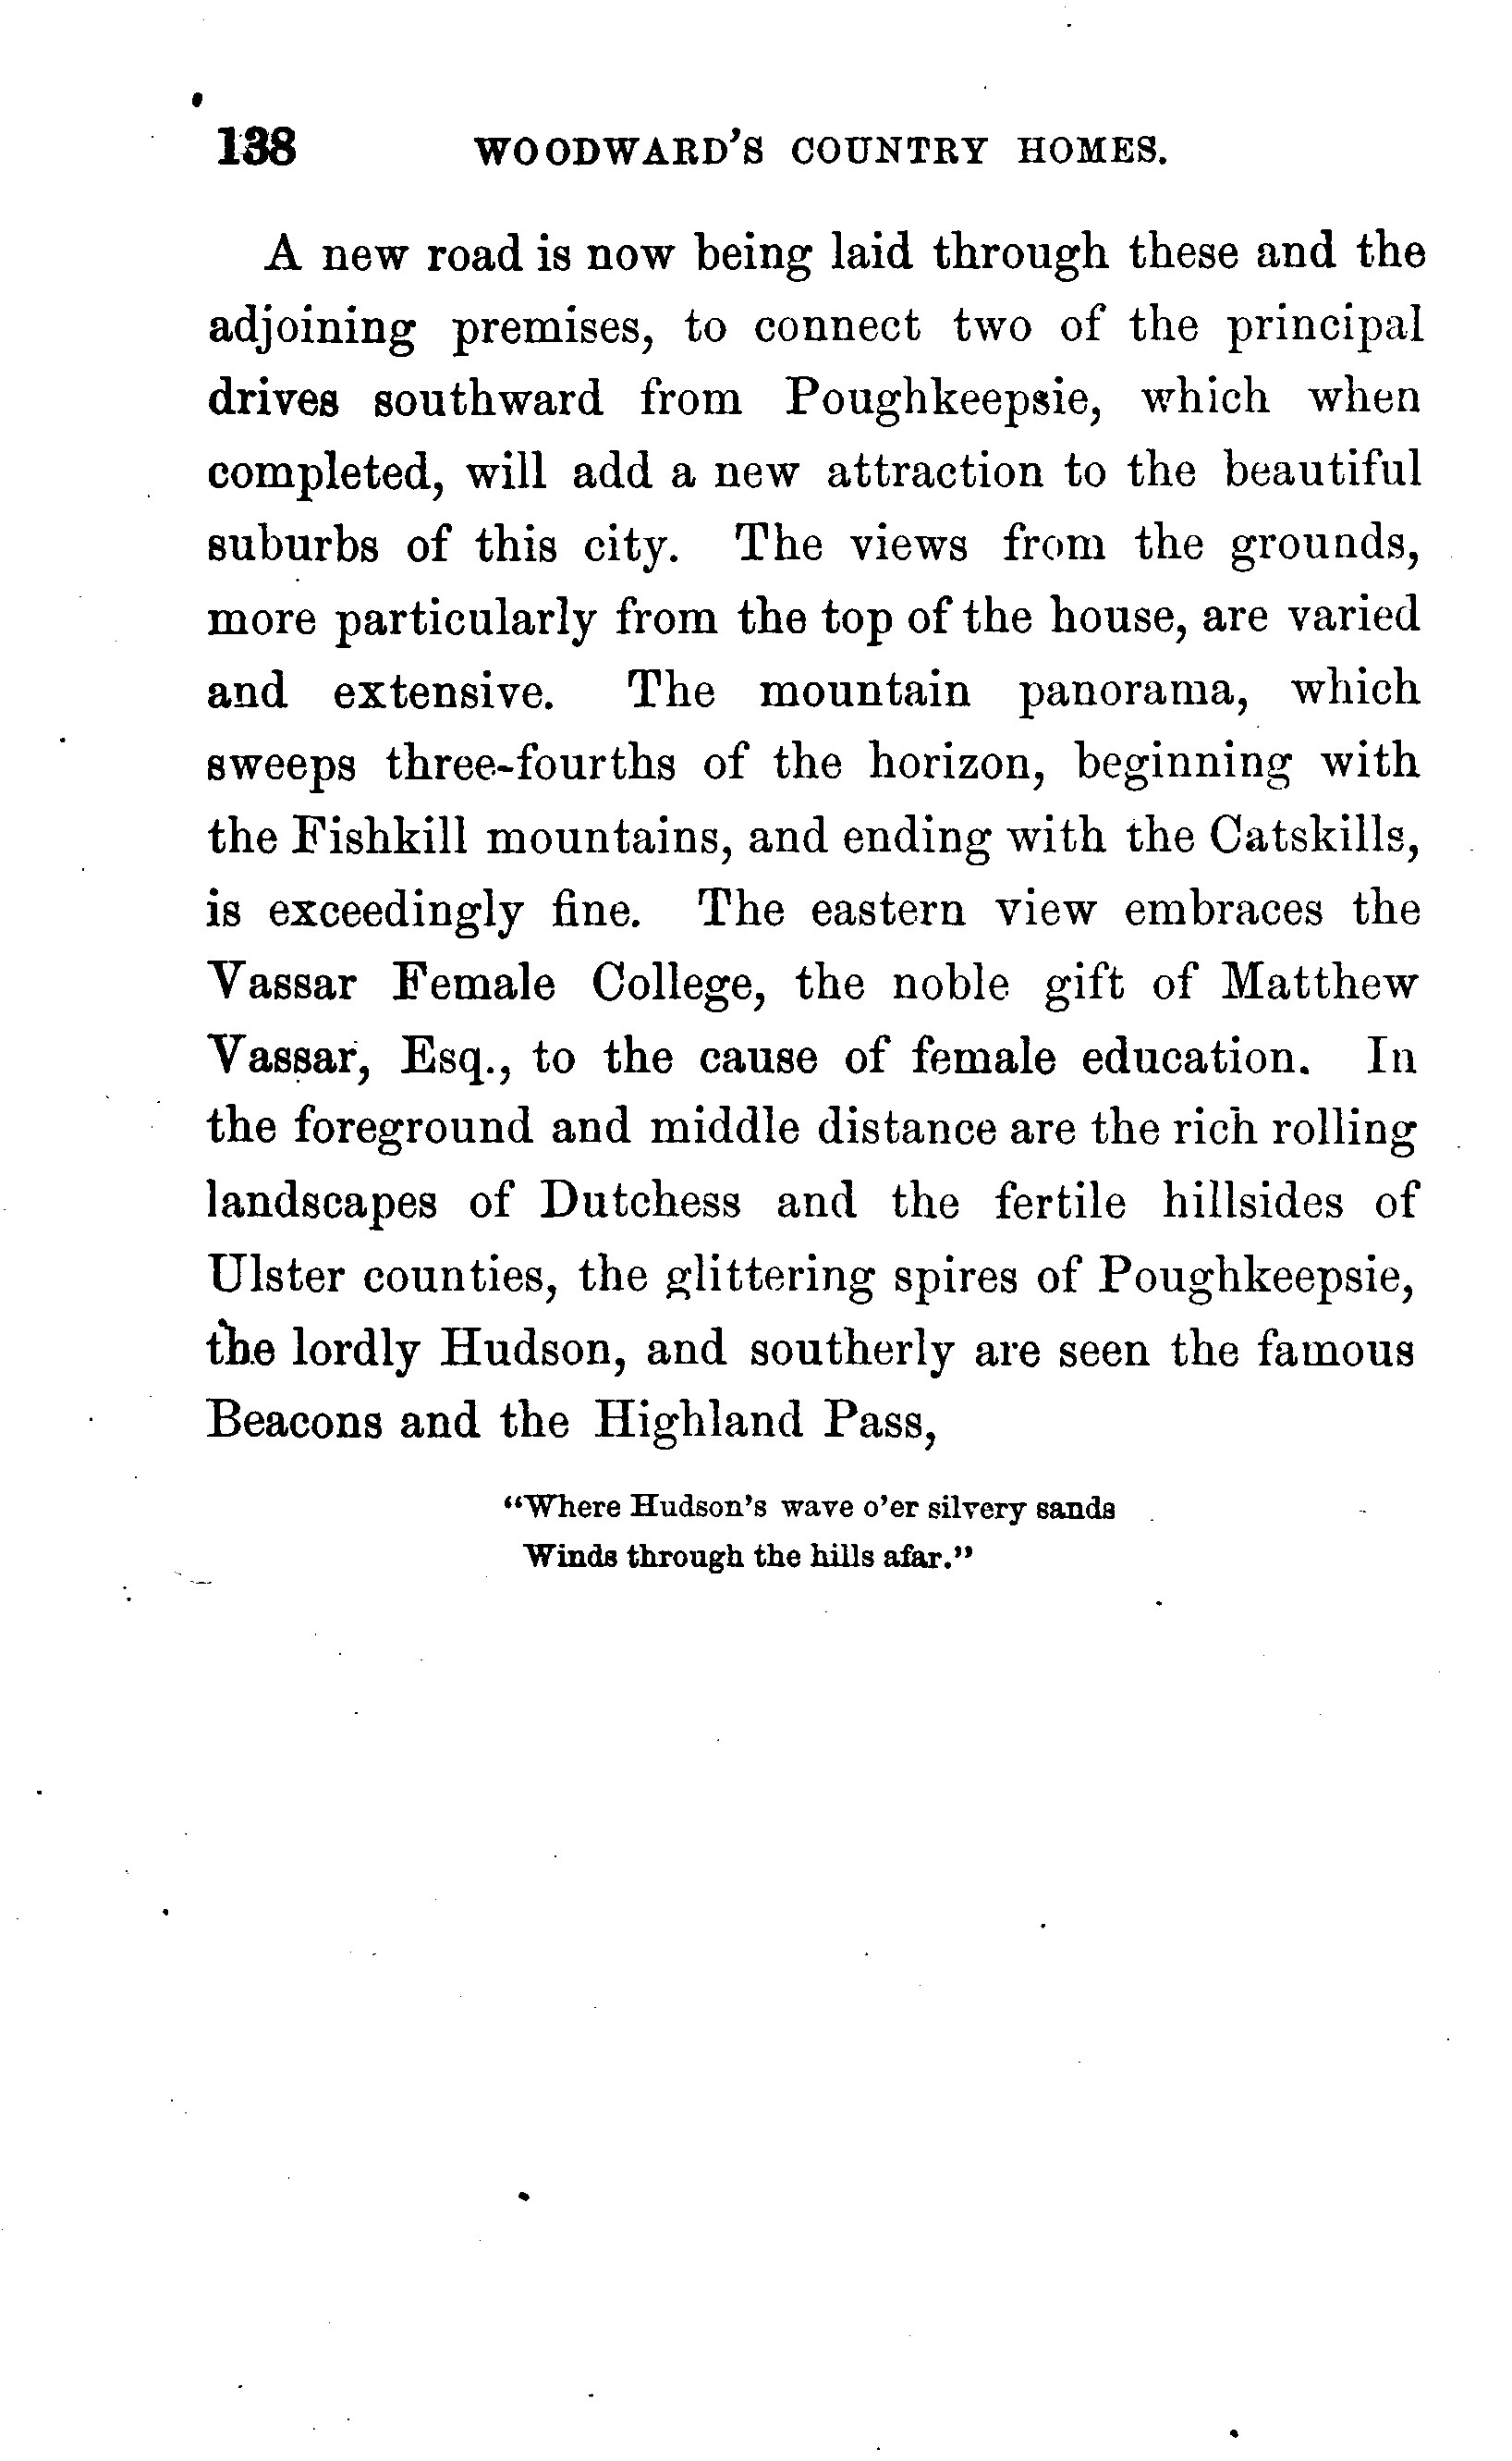 138 WOODWARD'S COUNTRY HOMES.
A new road is now being laid through these and the
adjoining premises, to connect two of the principal
drives southward from Poughkeepsie, which when
completed, will add a new attraction to the beautiful
suburbs of this city. The views from the grounds,
more particularly from the top of the house, are varied
and extensive. The mountain panorama, which
sweeps three-fourths of the horizon, beginning with
the Fishkill mountains, and ending with the Catskills,
is exceedingly fine. The eastern view embraces the
Vassar Female College, the noble gift of Matthew
Vassar, Esq., to the cause of female education. In
the foreground and middle distance are the rich rolling
landscapes of Dutchess and the fertile hillsides of
Ulster counties, the glittering spires of Poughkeepsie,
the lordly Hudson, and southerly are seen the famous
Beacons and the Highland Pass,
"Where Hudson's wave o'er silvery sands
Winds through the hills afar."